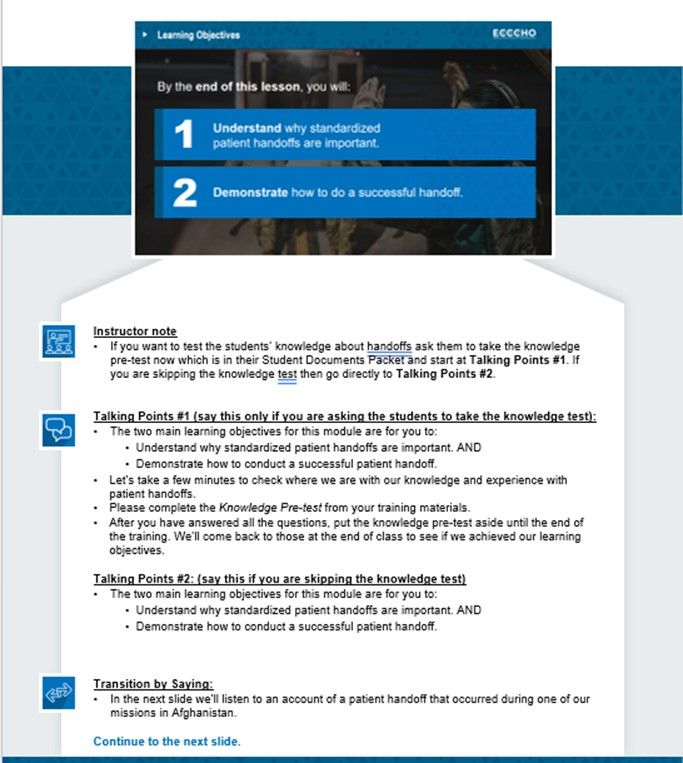 Learning Objectives
ECCCHO
By the end of this lesson, you will:
1
Understand why standardized
patient handoffs are important.
2
Demonstrate how to do a successful handoff.
Instructor note
• If you want to test the students' knowledge about handoffs ask them to take the knowledge
pre-test now which is in their Student Documents Packet and start at Talking Points #1. If
you are skipping the knowledge test then go directly to Talking Points #2.
Talking Points #1 (say this only if you are asking the students to take the knowledge test):
• The two main learning objectives for this module are for you to:
• Understand why standardized patient handoffs are important. AND
• Demonstrate how to conduct a successful patient handoff.
• Let's take a few minutes to check where we are with our knowledge and experience with
patient handoffs.
• Please complete the Knowledge Pre-test from your training materials.
• After you have answered all the questions, put the knowledge pre-test aside until the end of
the training. We'll come back to those at the end of class to see if we achieved our learning
objectives.
Talking Points #2: (say this if you are skipping the knowledge test)
• The two main learning objectives for this module are for you to:
• Understand why standardized patient handoffs are important. AND
• Demonstrate how to conduct a successful patient handoff.
Transition by Saying:
• In the next slide we'll listen to an account of a patient handoff that occurred during one of our
missions in Afghanistan.
Continue to the next slide.